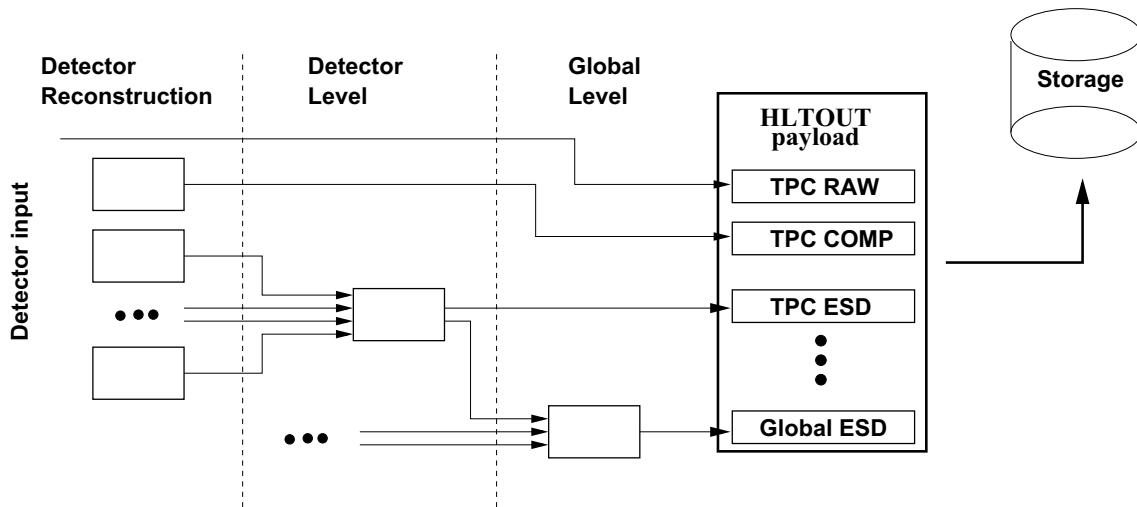 Detector
Reconstruction
Detector
Level
Global
Level
Storage
Detector input
HLTOUT
payload
TPC RAW
TPC COMP
TPC ESD
Global ESD